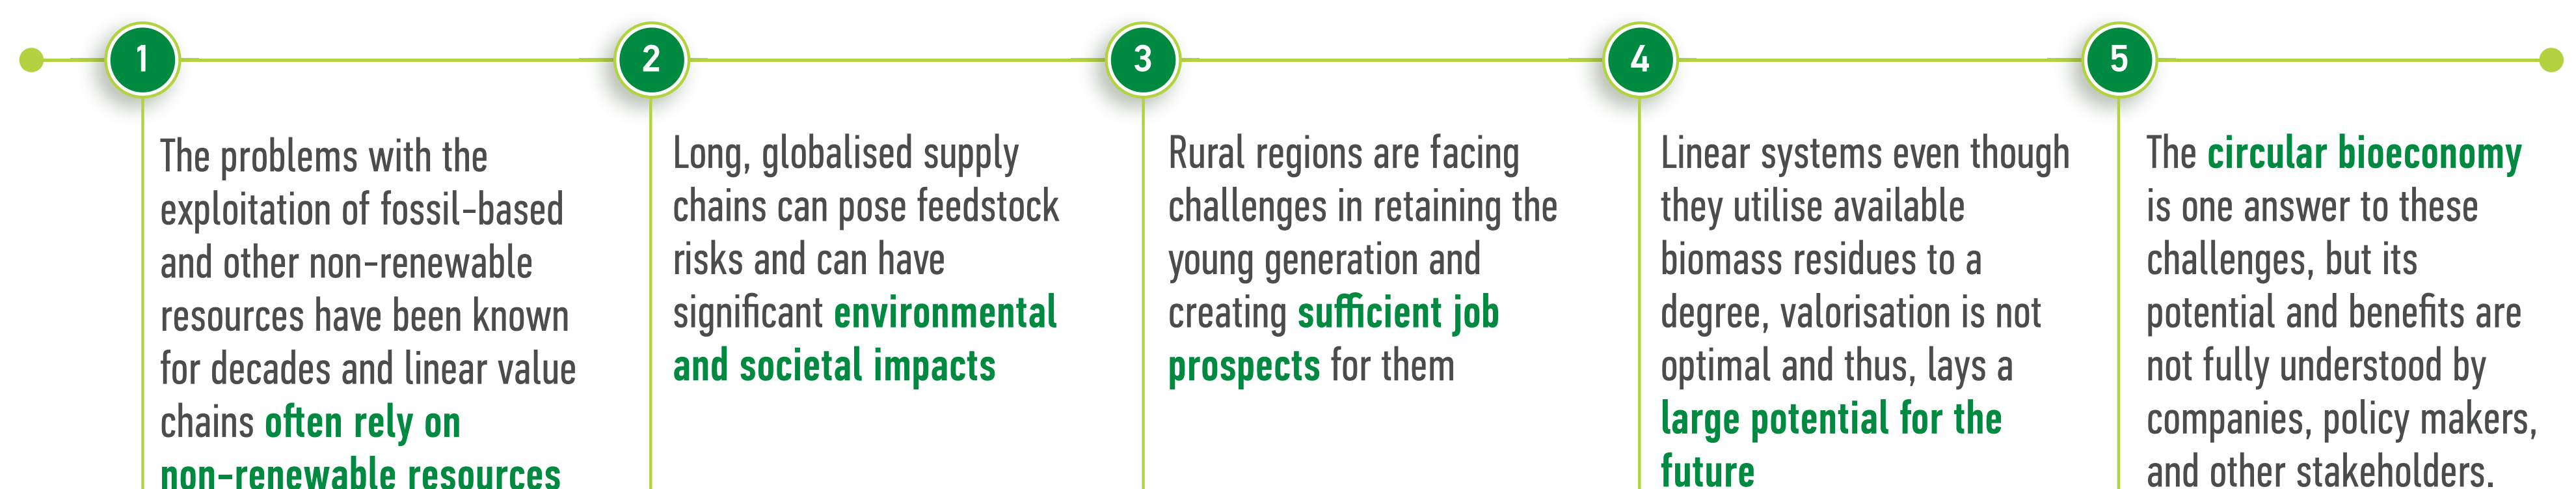 1
The problems with the
exploitation of fossil-based
and other non-renewable
resources have been known
for decades and linear value
chains often rely on
non-renewable resources
2
Long, globalised supply
chains can pose feedstock
risks and can have
significant environmental
and societal impacts
3
Rural regions are facing
challenges in retaining the
young generation and
creating sufficient job
prospects for them
4
Linear systems even though
they utilise available
biomass residues to a
degree, valorisation is not
optimal and thus, lays a
large potential for the
future
5
The circular bioeconomy
is one answer to these
challenges, but its
potential and benefits are
not fully understood by
companies, policy makers,
and other stakeholders.